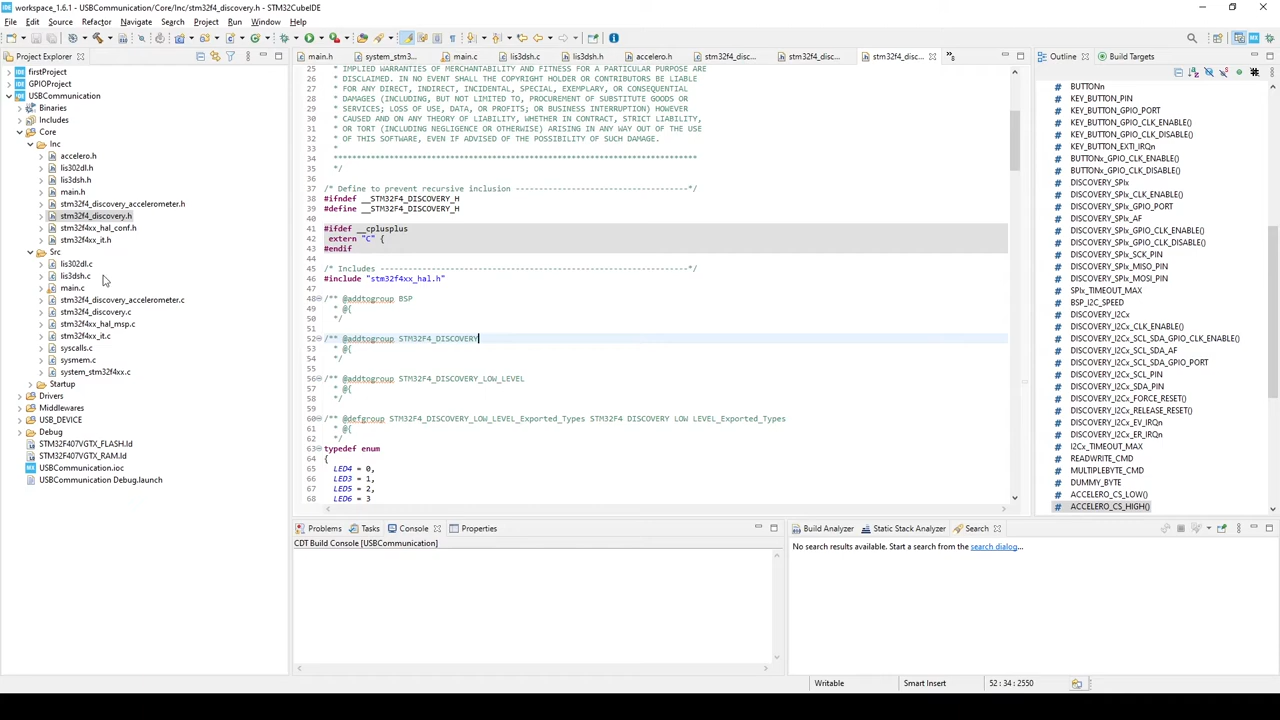 workspace_1.6.1 - USBCommunication/Core/Inc/stm32f4_discovery.h - STM32CubeIDE
File Edit Source Refactor Navigate Search Project Run Window Help
Project Explorer
firstProject
GPIOProject
USBCommunication
Binaries
Includes
Core
Inc
accelero.h
lis302dl.h
lis3dsh.h
main.h
stm32f4_discovery_accelerometer.h
stm32f4_discovery.h
stm32f4xx_hal_conf.h
stm32f4xx_it.h
Src
lis302dl.c
lis3dsh.c
main.c
stm32f4_discovery_accelerometer.c
stm32f4_discovery.c
stm32f4xx_hal_msp.c
stm32f4xx_it.c
syscalls.c
sysmem.c
system_stm32f4xx.c
Startup
Drivers
Middlewares
USB_DEVICE
Debug
STM32F407VGTX_FLASH.ld
STM32F407VGTX_RAM.ld
USBCommunication.ioc
USBCommunication Debug.launch
main.h system_stm3... main.c lis3dsh.c lis3dsh.h accelero.h stm32f4_disc... stm32f4_disc... stm32f4_disc...
25 * IMPLIED WARRANTIES OF MERCHANTABILITY AND FITNESS FOR A PARTICULAR PURPOSE ARE
26 * DISCLAIMED. IN NO EVENT SHALL THE COPYRIGHT HOLDER OR CONTRIBUTORS BE LIABLE
27 * FOR ANY DIRECT, INDIRECT, INCIDENTAL, SPECIAL, EXEMPLARY, OR CONSEQUENTIAL
28 * DAMAGES (INCLUDING, BUT NOT LIMITED TO, PROCUREMENT OF SUBSTITUTE GOODS OR
29 * SERVICES; LOSS OF USE, DATA, OR PROFITS; OR BUSINESS INTERRUPTION) HOWEVER
30 * CAUSED AND ON ANY THEORY OF LIABILITY, WHETHER IN CONTRACT, STRICT LIABILITY,
31 * OR TORT (INCLUDING NEGLIGENCE OR OTHERWISE) ARISING IN ANY WAY OUT OF THE USE
32 * OF THIS SOFTWARE, EVEN IF ADVISED OF THE POSSIBILITY OF SUCH DAMAGE.
33 *
34 ******************************************************************************
35 */
36
37 /* Define to prevent recursive inclusion -------------------------------------*/
38 #ifndef __STM32F4_DISCOVERY_H
39 #define __STM32F4_DISCOVERY_H
40
41 #ifdef __cplusplus
42 extern "C" {
43 #endif
44
45 /* Includes ------------------------------------------------------------------*/
46 #include "stm32f4xx_hal.h"
47
48 /** @addtogroup BSP
49 * @{
50 */
51
52 /** @addtogroup STM32F4_DISCOVERY
53 * @{
54 */
55
56 /** @addtogroup STM32F4_DISCOVERY_LOW_LEVEL
57 * @{
58 */
59
60 /** @defgroup STM32F4_DISCOVERY_LOW_LEVEL_Exported_Types STM32F4 DISCOVERY LOW LEVEL_Exported_Types
61 * @{
62 */
63 typedef enum
64 {
65 LED4 = 0,
66 LED3 = 1,
67 LED5 = 2,
68 LED6 = 3
Outline Build Targets
BUTTONn
KEY_BUTTON_PIN
KEY_BUTTON_GPIO_PORT
KEY_BUTTON_GPIO_CLK_ENABLE()
KEY_BUTTON_GPIO_CLK_DISABLE()
KEY_BUTTON_EXTI_IRQn
BUTTONx_GPIO_CLK_ENABLE()
BUTTONx_GPIO_CLK_DISABLE()
DISCOVERY_SPIx
DISCOVERY_SPIx_CLK_ENABLE()
DISCOVERY_SPIx_GPIO_PORT
DISCOVERY_SPIx_AF
DISCOVERY_SPIx_GPIO_CLK_ENABLE()
DISCOVERY_SPIx_GPIO_CLK_DISABLE()
DISCOVERY_SPIx_SCK_PIN
DISCOVERY_SPIx_MISO_PIN
DISCOVERY_SPIx_MOSI_PIN
SPIx_TIMEOUT_MAX
BSP_I2C_SPEED
DISCOVERY_I2Cx
DISCOVERY_I2Cx_CLK_ENABLE()
DISCOVERY_I2Cx_SCL_SDA_GPIO_CLK_ENABLE()
DISCOVERY_I2Cx_SCL_SDA_AF
DISCOVERY_I2Cx_SCL_SDA_GPIO_PORT
DISCOVERY_I2Cx_SCL_PIN
DISCOVERY_I2Cx_SDA_PIN
DISCOVERY_I2Cx_FORCE_RESET()
DISCOVERY_I2Cx_RELEASE_RESET()
DISCOVERY_I2Cx_EV_IRQn
DISCOVERY_I2Cx_ER_IRQn
I2Cx_TIMEOUT_MAX
READWRITE_CMD
MULTIPLEBYTE_CMD
DUMMY_BYTE
ACCELERO_CS_LOW()
ACCELERO_CS_HIGH()
Problems Tasks Console Properties
CDT Build Console [USBCommunication]
Build Analyzer Static Stack Analyzer Search
No search results available. Start a search from the search dialog...
Writable Smart Insert 52 : 34 : 2550